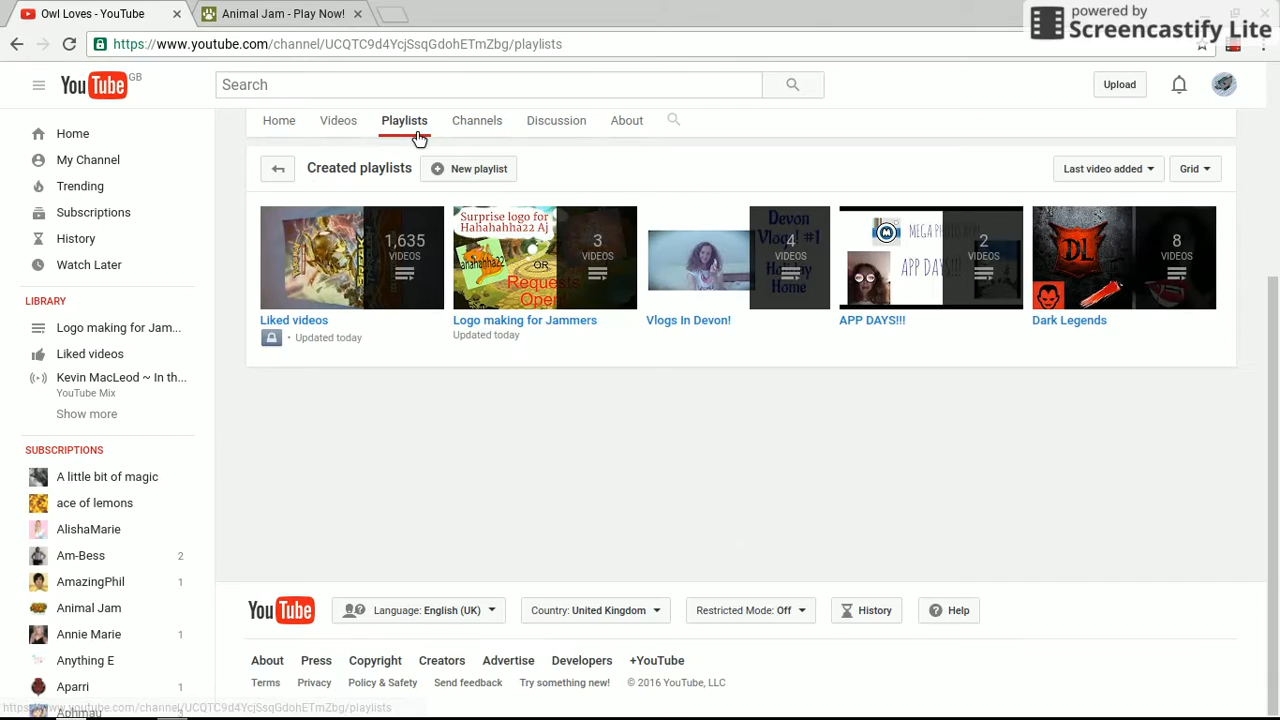 Owl Loves - YouTube
Animal Jam - Play Now!
powered by
Screencastify Lite
https://www.youtube.com/channel/UCQTC9d4YcjSsqGdohETmZbg/playlists
YouTube GB
Search
Upload
Home
Videos
Playlists
Channels
Discussion
About
Home
My Channel
Trending
Subscriptions
History
Watch Later
LIBRARY
Logo making for Jam...
Liked videos
Kevin MacLeod ~ In th...
YouTube Mix
Show more
SUBSCRIPTIONS
A little bit of magic
ace of lemons
AlishaMarie
Am-Bess 2
AmazingPhil 1
Animal Jam
Annie Marie 1
Anything E
Aparri 1
Aphmau
Created playlists
New playlist
Last video added
Grid
1,635
VIDEOS
Liked videos
• Updated today
Surprise logo for
Hanahahha22 Aj
OR
Requests
Open!
3
VIDEOS
Logo making for Jammers
Updated today
Devon
Vlogs #1
Holiday
Home
4
VIDEOS
Vlogs In Devon!
APP DAYS!!!
2
VIDEOS
APP DAYS!!!
DL
8
VIDEOS
Dark Legends
YouTube
Language: English (UK)
Country: United Kingdom
Restricted Mode: Off
History
Help
About
Press
Copyright
Creators
Advertise
Developers
+YouTube
Terms
Privacy
Policy & Safety
Send feedback
Try something new!
© 2016 YouTube, LLC
https://www.youtube.com/channel/UCQTC9d4YcjSsqGdohETmZbg/playlists